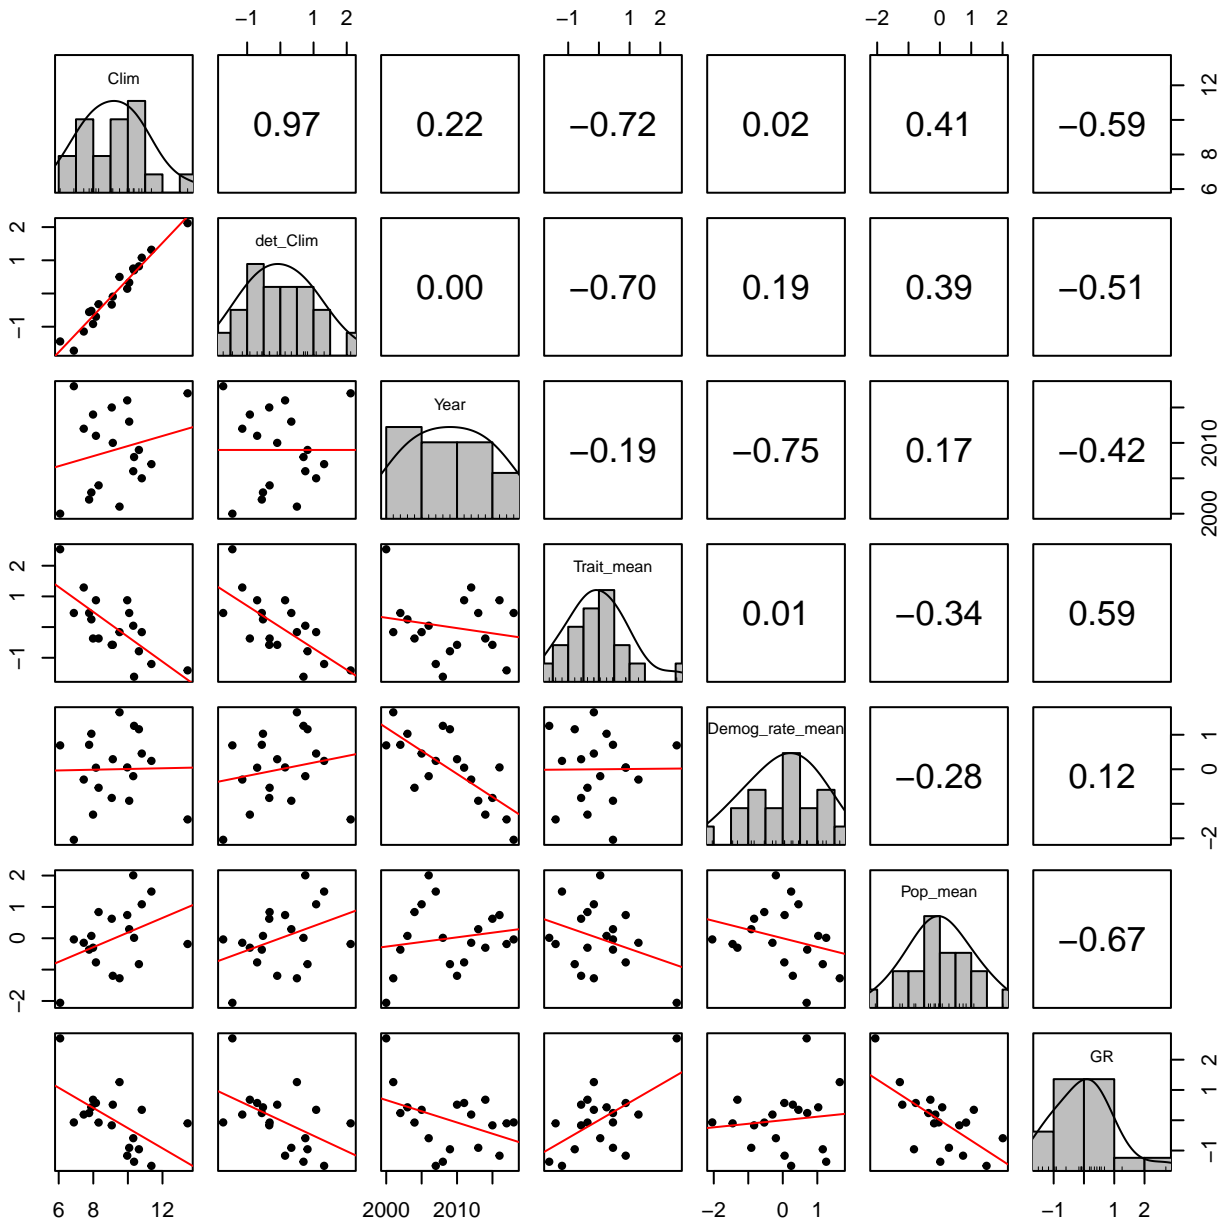 −1 1 2 −1 1 2 −2 0 1 2
Clim 0.97 0.22 −0.72 0.02 0.41 −0.59 6 8 12
−1 1 2 det_Clim 0.00 −0.70 0.19 0.39 −0.51
Year −0.19 −0.75 0.17 −0.42 2000 2010
−1 1 2 Trait_mean 0.01 −0.34 0.59
Demog_rate_mean −0.28 0.12 −2 0 1
−2 0 1 2 Pop_mean −0.67
GR −1 1 2
6 8 12 2000 2010 −2 0 1 −1 1 2